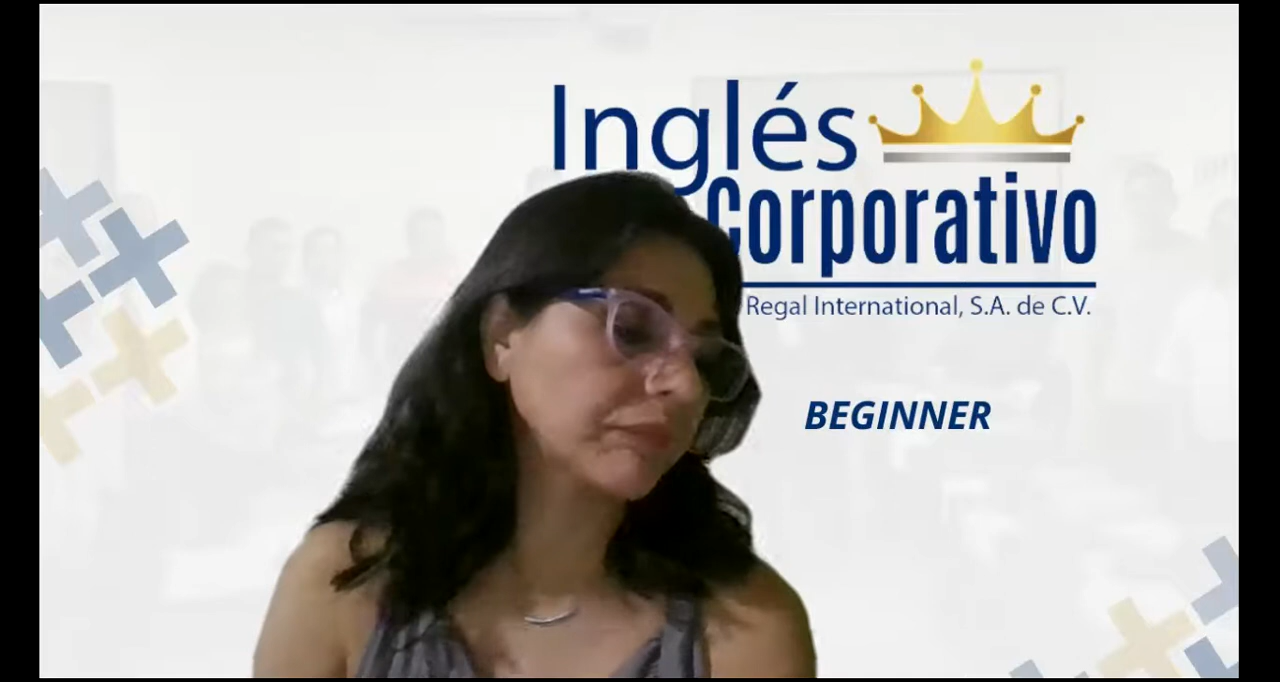 Inglés
Corporativo
Regal International, S.A. de C.V.
BEGINNER